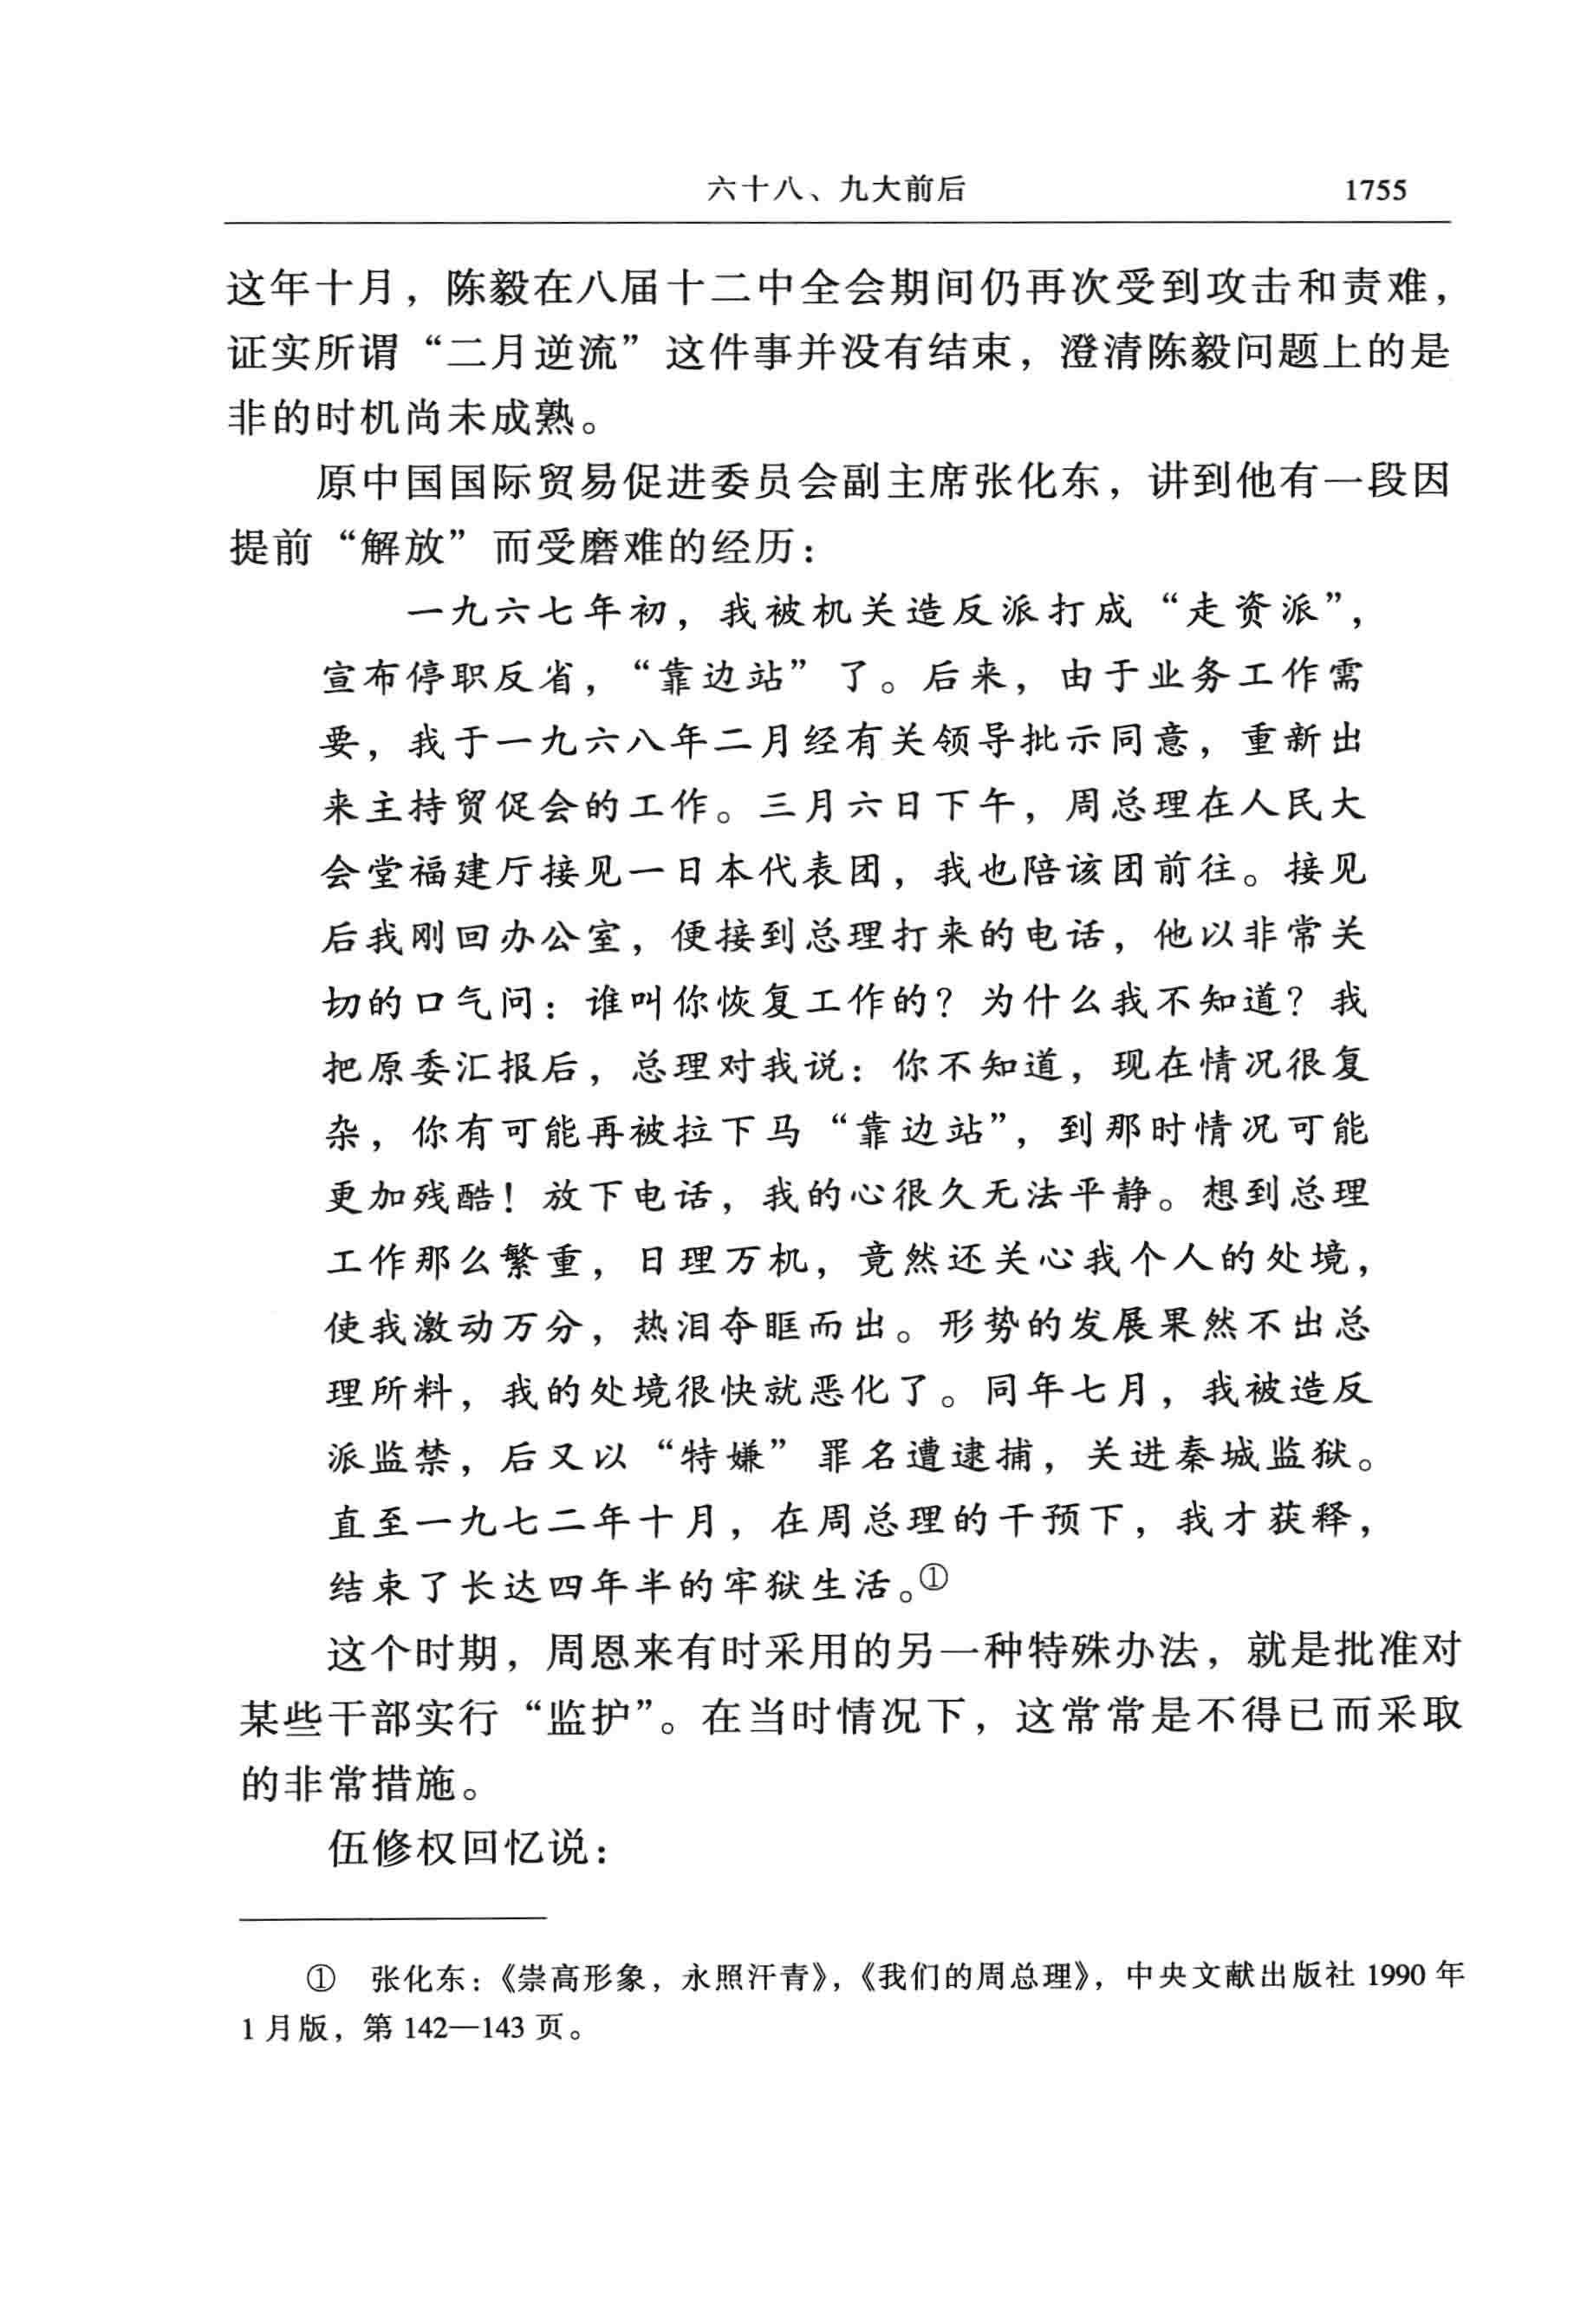 六十八、九大前后 1755
这年十月，陈毅在八届十二中全会期间仍再次受到攻击和责难，
证实所谓“二月逆流”这件事并没有结束，澄清陈毅问题上的是
非的时机尚未成熟。
原中国国际贸易促进委员会副主席张化东，讲到他有一段因
提前“解放”而受磨难的经历：
一九六七年初，我被机关造反派打成“走资派”，
宣布停职反省，“靠边站”了。后来，由于业务工作需
要，我于一九六八年二月经有关领导批示同意，重新出
来主持贸促会的工作。三月六日下午，周总理在人民大
会堂福建厅接见一日本代表团，我也陪该团前往。接见
后我刚回办公室，便接到总理打来的电话，他以非常关
切的口气问：谁叫你恢复工作的？为什么我不知道？我
把原委汇报后，总理对我说：你不知道，现在情况很复
杂，你有可能再被拉下马“靠边站”，到那时情况可能
更加残酷！放下电话，我的心很久无法平静。想到总理
工作那么繁重，日理万机，竟然还关心我个人的处境，
使我激动万分，热泪夺眶而出。形势的发展果然不出总
理所料，我的处境很快就恶化了。同年七月，我被造反
派监禁，后又以“特嫌”罪名遭逮捕，关进秦城监狱。
直至一九七二年十月，在周总理的干预下，我才获释，
结束了长达四年半的牢狱生活。①
这个时期，周恩来有时采用的另一种特殊办法，就是批准对
某些干部实行“监护”。在当时情况下，这常常是不得已而采取
的非常措施。
伍修权回忆说：
① 张化东：《崇高形象，永照汗青》，《我们的周总理》，中央文献出版社 1990 年
1 月版，第 142—143 页。